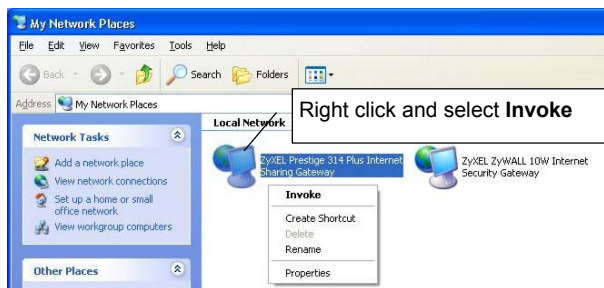 My Network Places
File Edit View Favorites Tools Help
Back Search Folders
Address My Network Places
Right click and select Invoke
Local Network
Network Tasks
Add a network place
View network connections
Set up a home or small
office network
View workgroup computers
Other Places
ZyXEL Prestige 314 Plus Internet
Sharing Gateway
ZyXEL ZyWALL 10W Internet
Security Gateway
Invoke
Create Shortcut
Delete
Rename
Properties